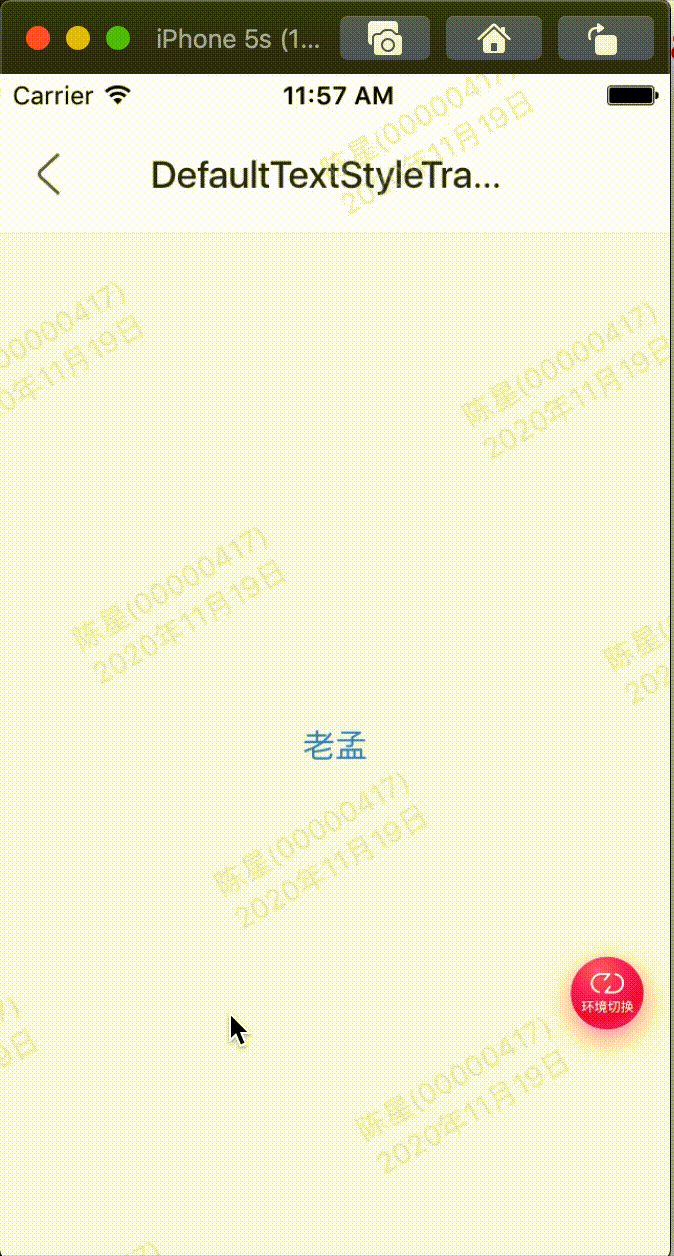 iPhone 5s (1...
Carrier
11:57 AM
DefaultTextStyleTra...
陈星(00000417)
2020年11月19日
00000417)
0年11月19日
陈星(00000417)
2020年11月19日
陈星(00000417)
2020年11月19日
陈星
202
老孟
陈星(00000417)
2020年11月19日
环境切换
7)
9日
陈星(00000417)
2020年11月19日